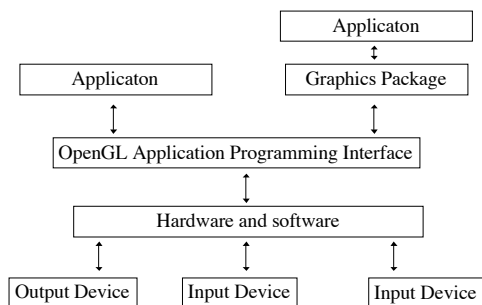 Applicaton
Applicaton
Graphics Package
OpenGL Application Programming Interface
Hardware and software
Output Device
Input Device
Input Device